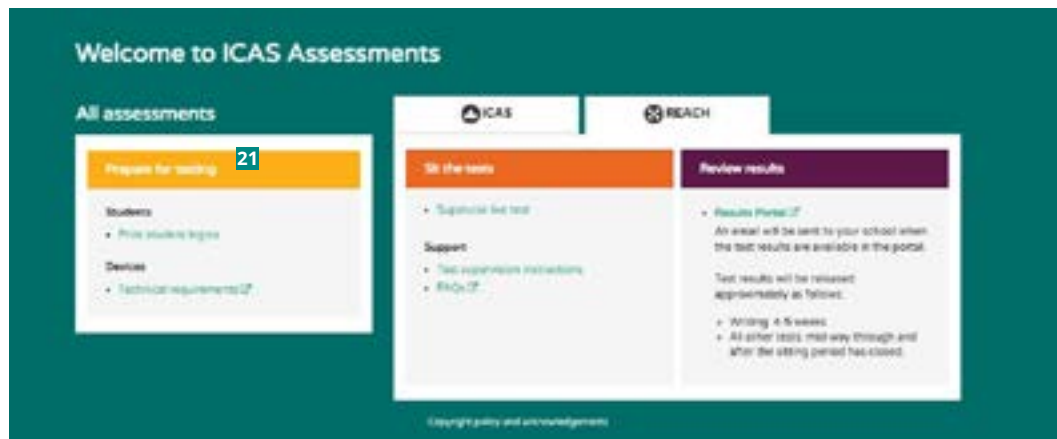 Welcome to ICAS Assessments
All assessments
ICAS
REACH
Prepare for testing
21
Students
• Print student logins
Devices
• Technical requirements
Sit the tests
• Supervise live test
Support
• Test supervision instructions
• FAQs
Review results
• Results Portal
An email will be sent to your school when
the test results are available in the portal.
Test results will be released
approximately as follows:
• Writing: 4-5 weeks
• All other tests: mid way through and
after the sitting period has closed.
Copyright policy and acknowledgements